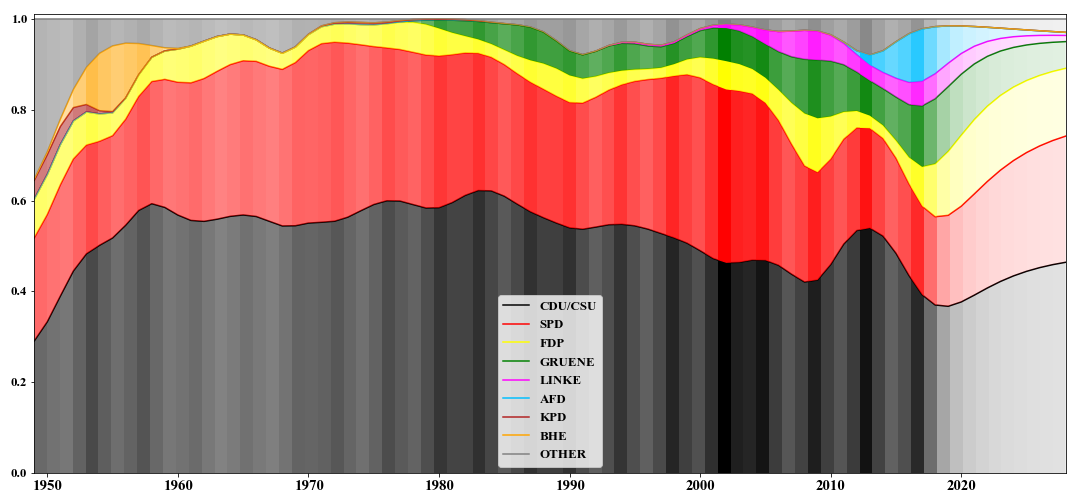 1.0
0.8
0.6
0.4
0.2
0.0
CDU/CSU
SPD
FDP
GRUENE
LINKE
AFD
KPD
BHE
OTHER
1950 1960 1970 1980 1990 2000 2010 2020